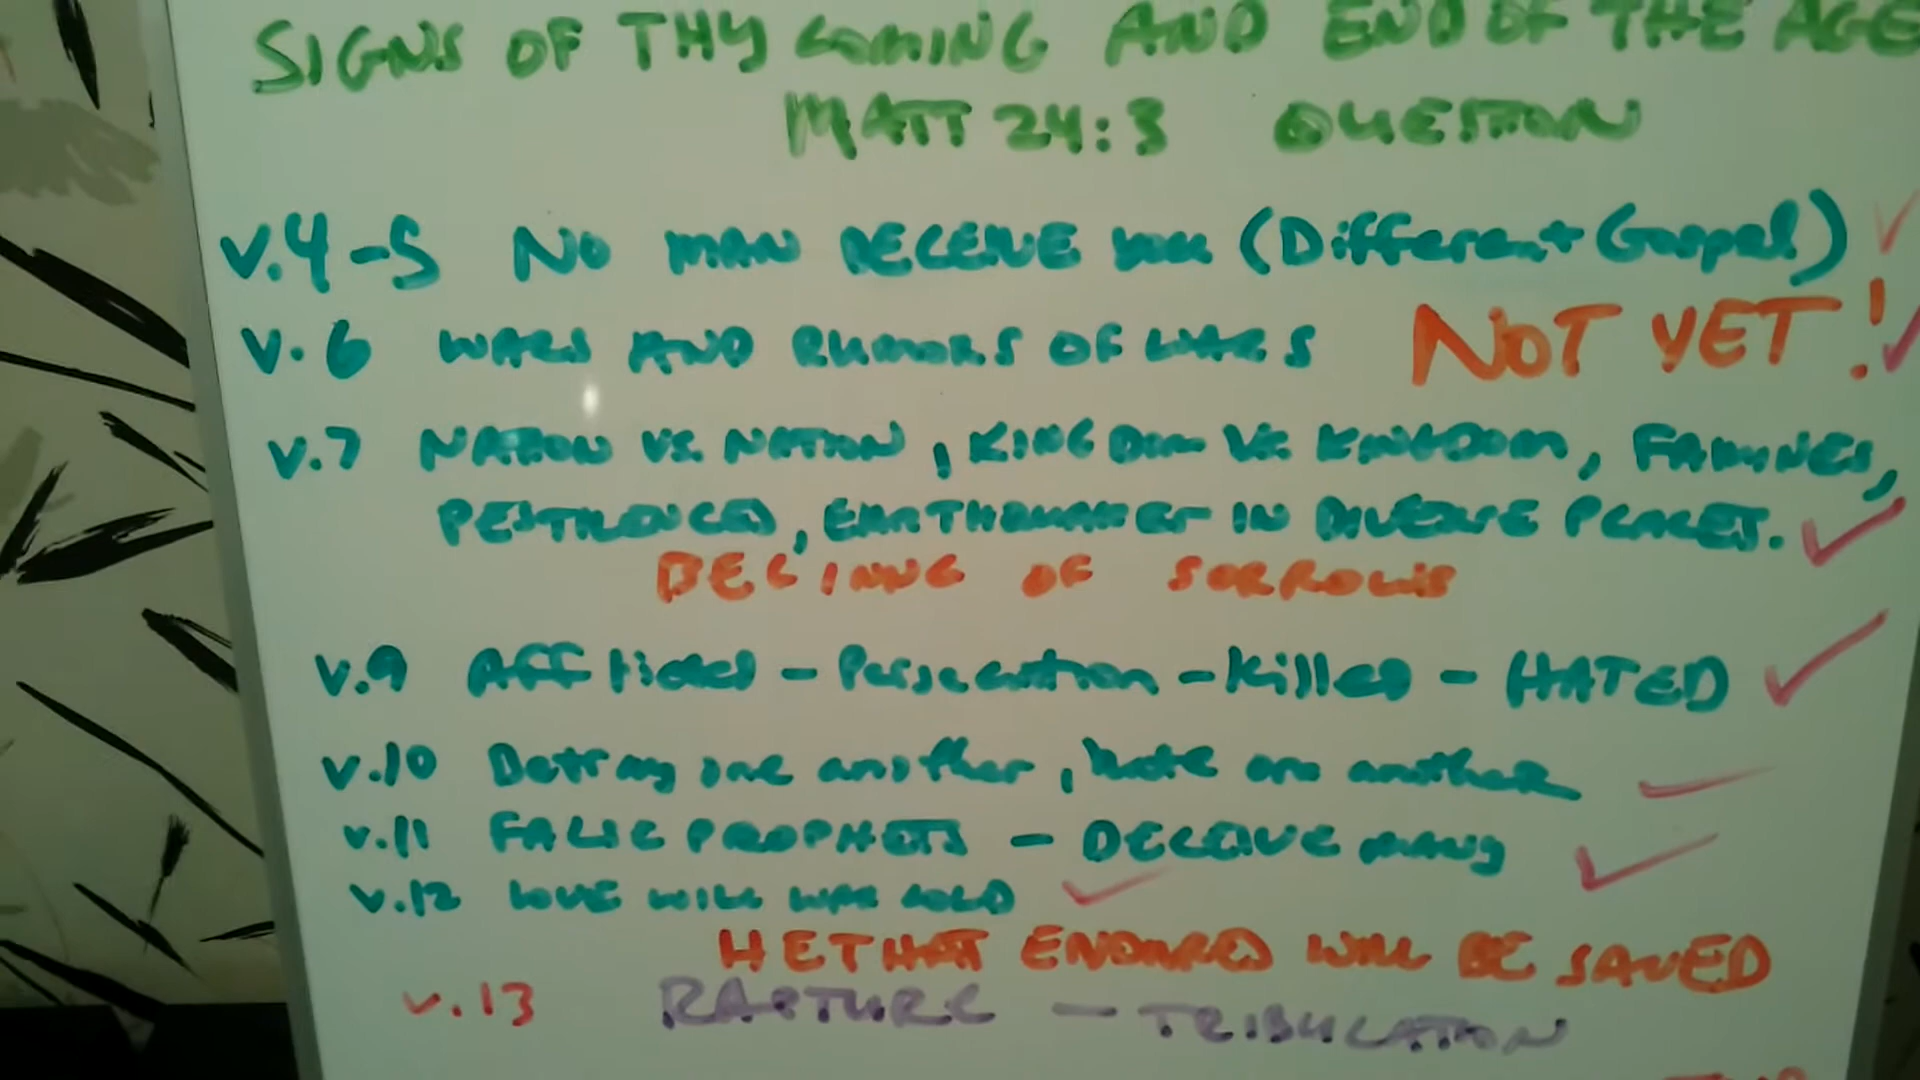 SIGNS OF THY COMING AND END OF THE AGE
MATT 24:3 QUESTION
v.4-5 NO MAN DECEIVE you (Different Gospel)
v.6 WARS AND RUMORS OF WARS NOT YET!
v.7 NATION VS. NATION, KINGDOM VS. KINGDOM, FAMINES,
PESTILENCES, EARTHQUAKES IN DIVERSE PLACES.
BEGINNG OF SORROWS
v.9 Afflicted - Persecution - Killed - HATED
v.10 Betray one another, hate one another
v.11 FALSE PROPHETS - DECEIVE many
v.12 LOVE WILL WAX COLD
HE THAT ENDURED WILL BE SAVED
v.13 RAPTURE - TRIBULATION